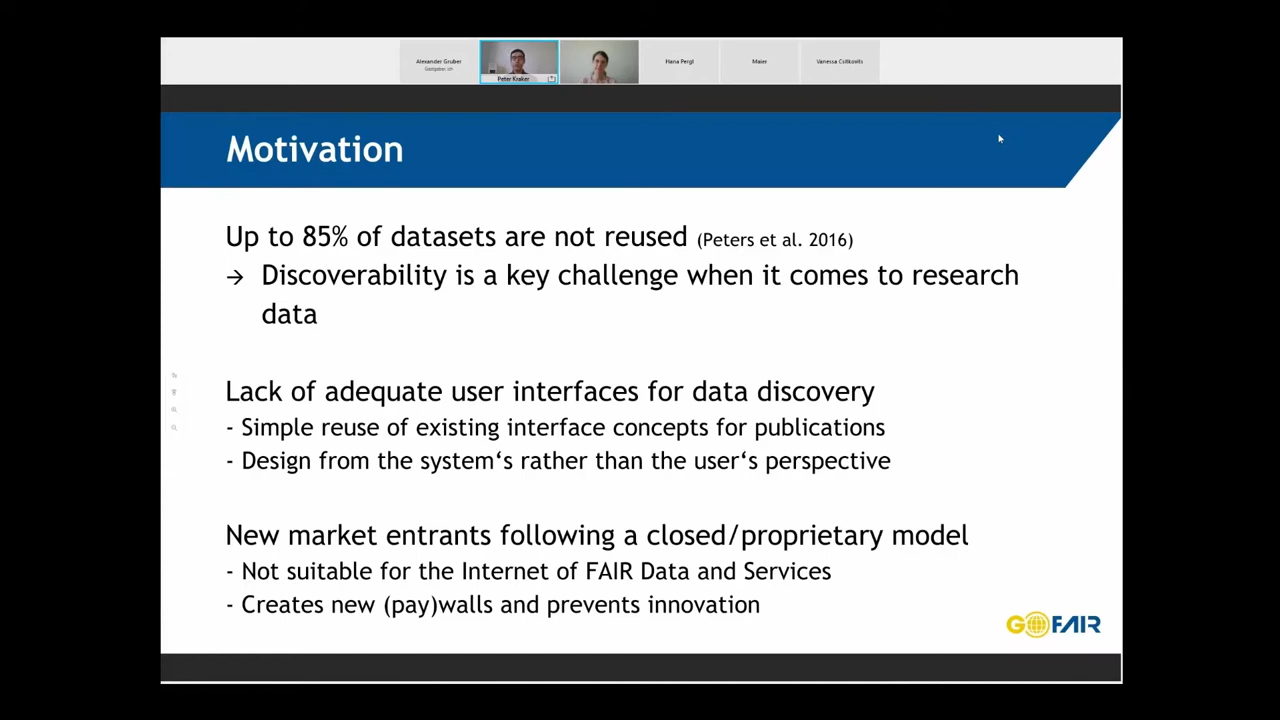 Alexander Gruber
Gastgeber, ich
Peter Kraker
Hana Pergl
Maier
Vanessa Csitkovits
Motivation
Up to 85% of datasets are not reused (Peters et al. 2016)
→ Discoverability is a key challenge when it comes to research
data
Lack of adequate user interfaces for data discovery
- Simple reuse of existing interface concepts for publications
- Design from the system‘s rather than the user‘s perspective
New market entrants following a closed/proprietary model
- Not suitable for the Internet of FAIR Data and Services
- Creates new (pay)walls and prevents innovation
GO FAIR